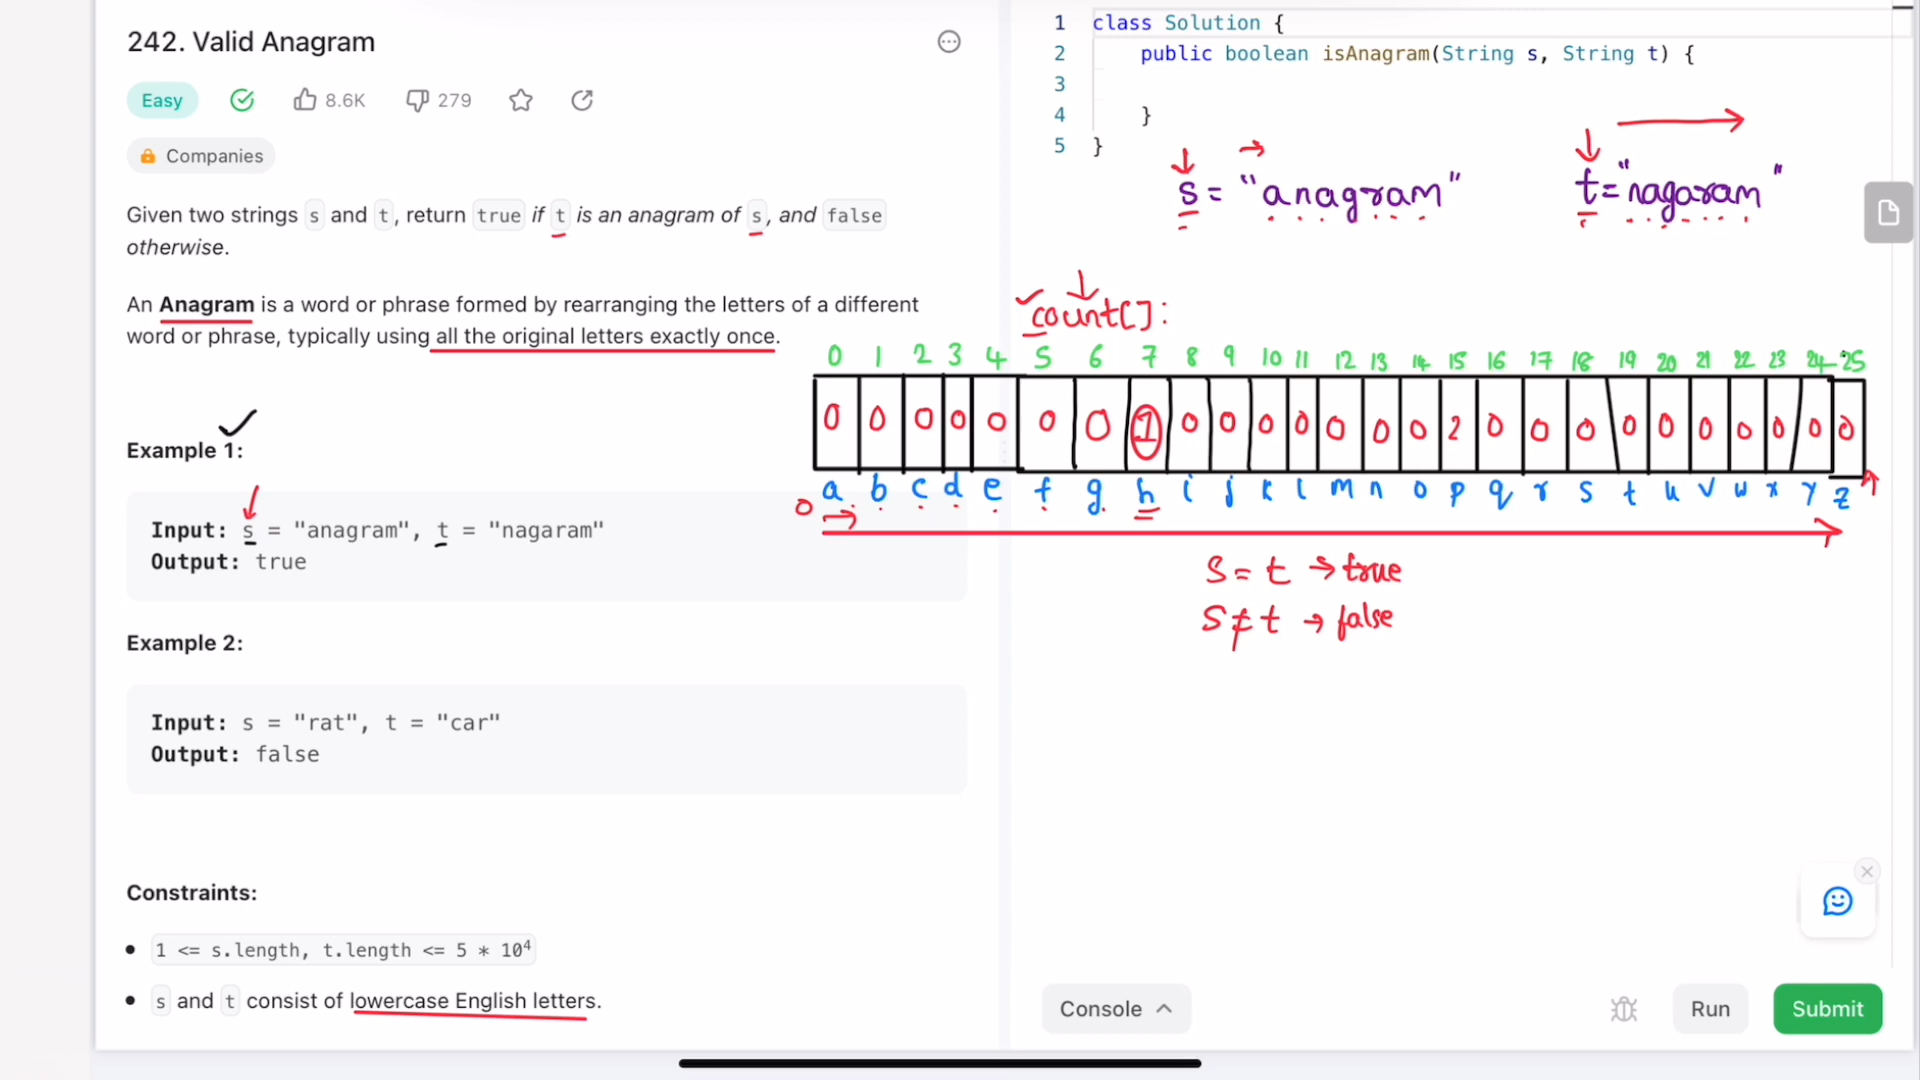 242. Valid Anagram
Easy
8.6K
279
Companies
Given two strings s and t, return true if t is an anagram of s, and false
otherwise.
An Anagram is a word or phrase formed by rearranging the letters of a different
word or phrase, typically using all the original letters exactly once.
Example 1:
Input: s = "anagram", t = "nagaram"
Output: true
Example 2:
Input: s = "rat", t = "car"
Output: false
Constraints:
1 <= s.length, t.length <= 5 * 10⁴
s and t consist of lowercase English letters.
1 class Solution {
2 public boolean isAnagram(String s, String t) {
3
4 }
5 }
s = "anagram" t = "nagaram"
count[]:
0 1 2 3 4 5 6 7 8 9 10 11 12 13 14 15 16 17 18 19 20 21 22 23 24 25
0 0 0 0 0 0 0 1 0 0 0 0 0 0 0 2 0 0 0 0 0 0 0 0 0 0
a b c d e f g h i j k l m n o p q r s t u v w x y z
0
s = t → true
s ≠ t → false
Console
Run
Submit